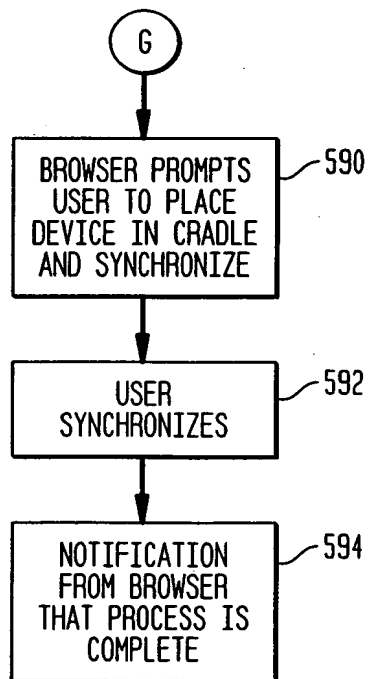 G
BROWSER PROMPTS
USER TO PLACE
DEVICE IN CRADLE
AND SYNCHRONIZE
590
USER
SYNCHRONIZES
592
NOTIFICATION
FROM BROWSER
THAT PROCESS IS
COMPLETE
594